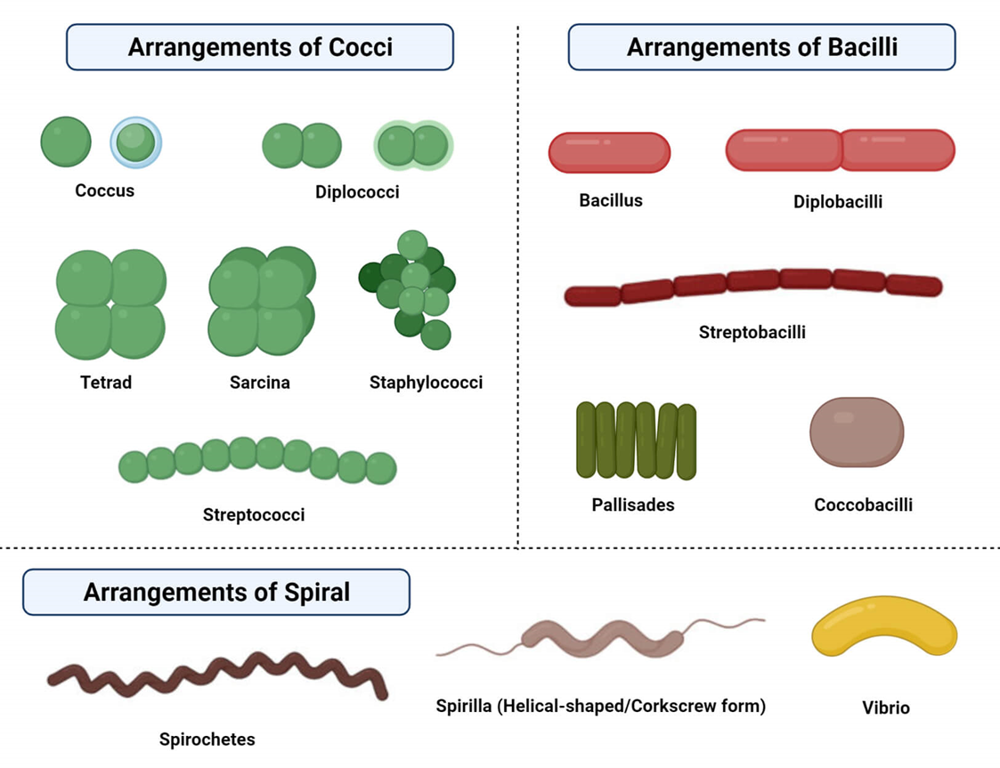 Arrangements of Cocci
Arrangements of Bacilli
Coccus
Diplococci
Bacillus
Diplobacilli
Tetrad
Sarcina
Staphylococci
Streptobacilli
Streptococci
Pallisades
Coccobacilli
Arrangements of Spiral
Spirochetes
Spirilla (Helical-shaped/Corkscrew form)
Vibrio